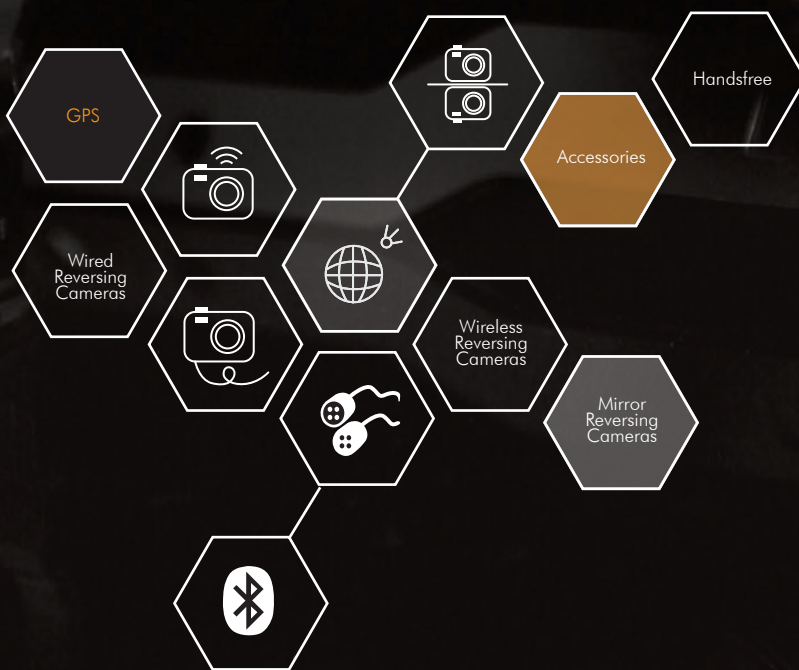 Handsfree
GPS
Accessories
Wired
Reversing
Cameras
Wireless
Reversing
Cameras
Mirror
Reversing
Cameras